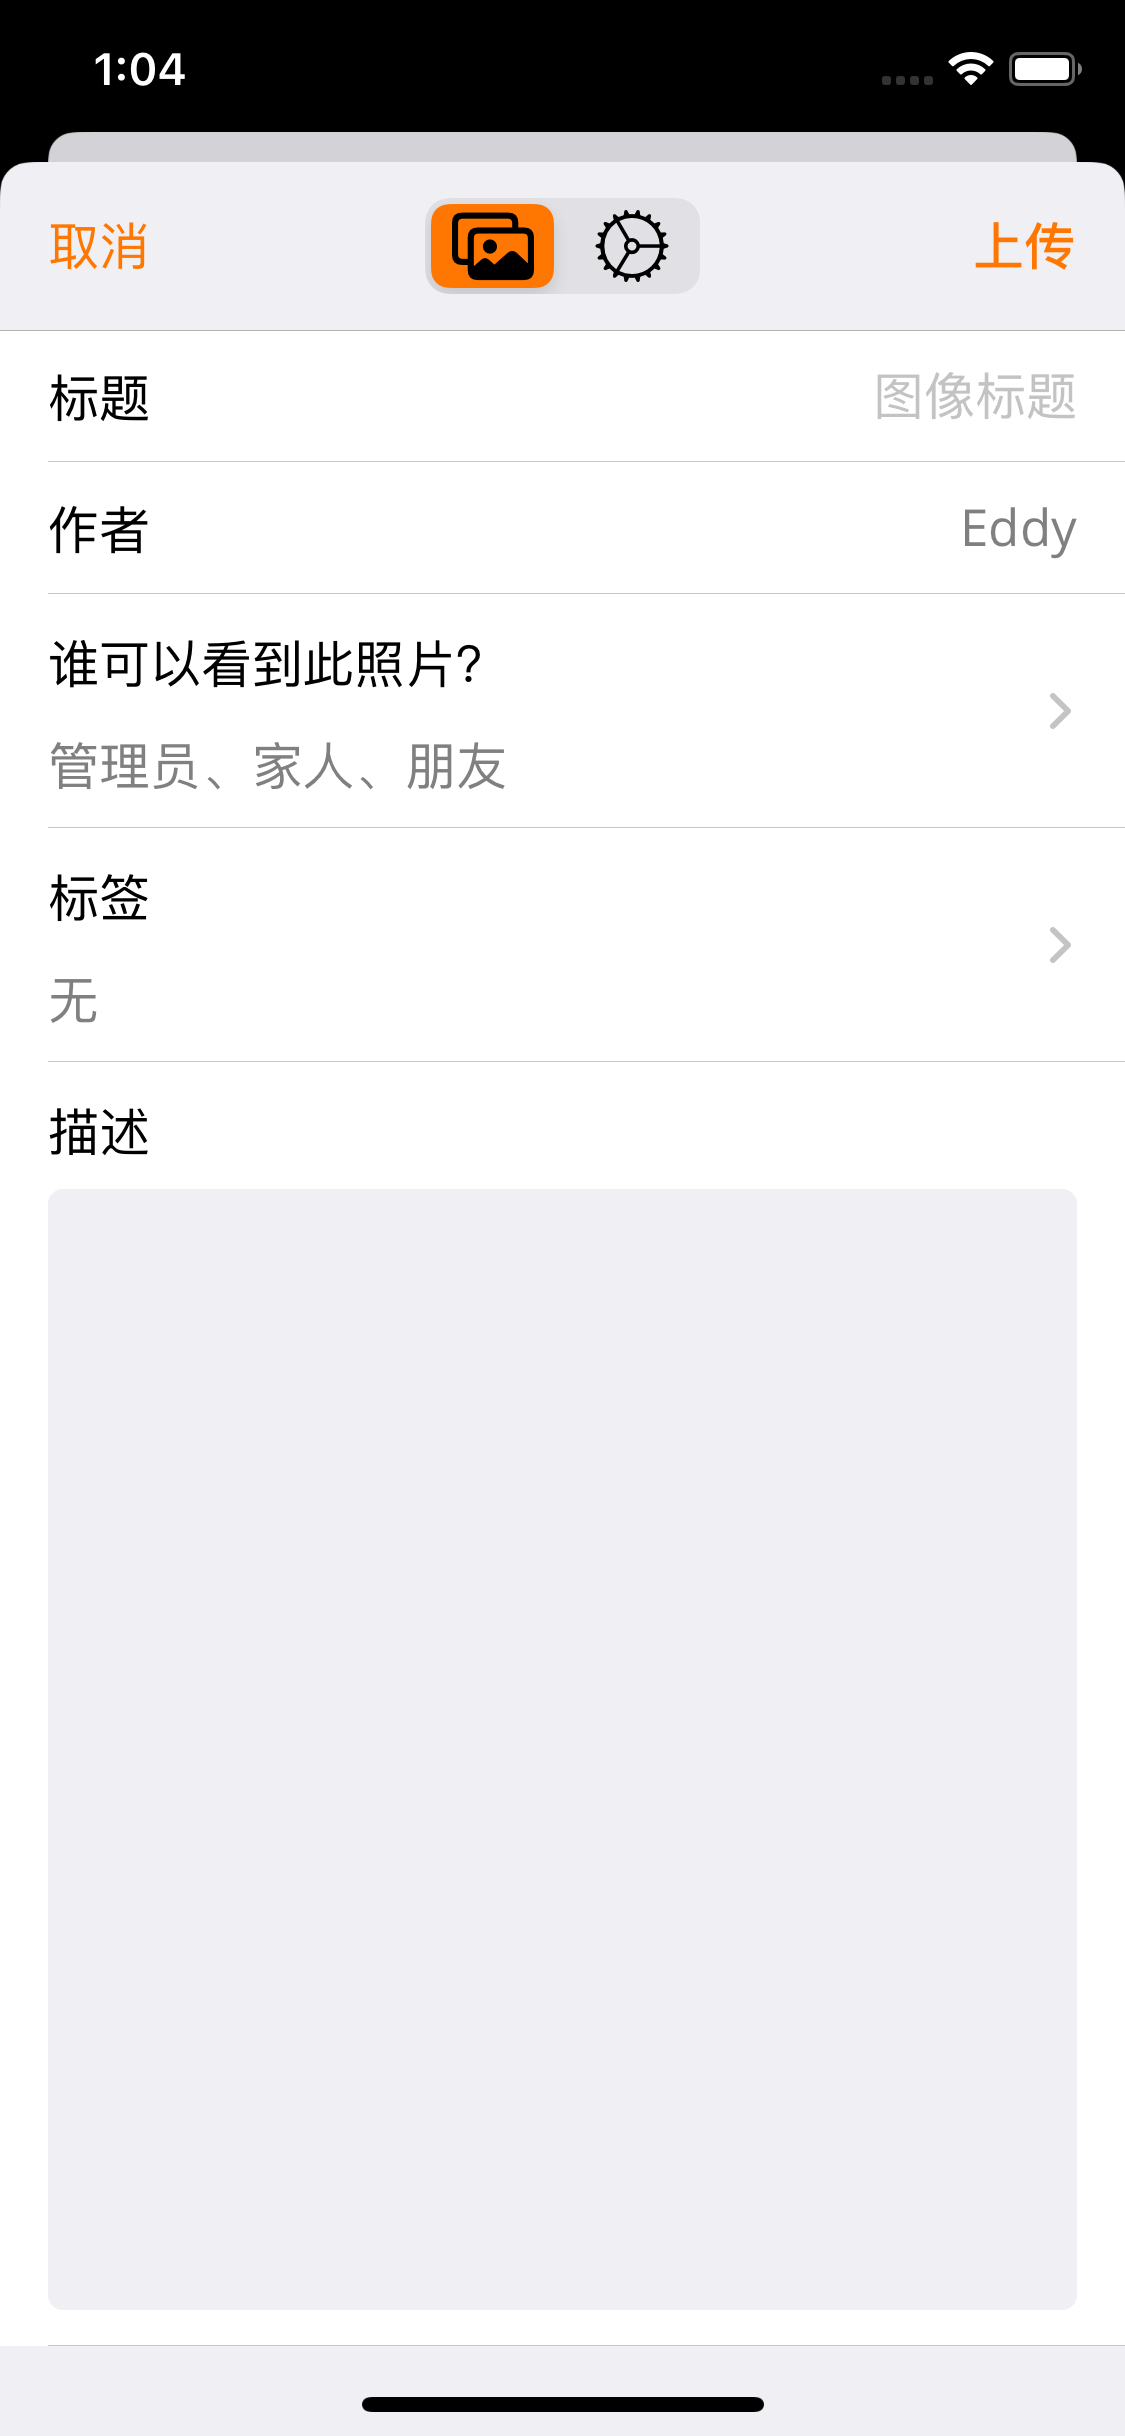 1:04
取消
上传
标题
图像标题
作者
Eddy
谁可以看到此照片?
管理员、家人、朋友
标签
无
描述